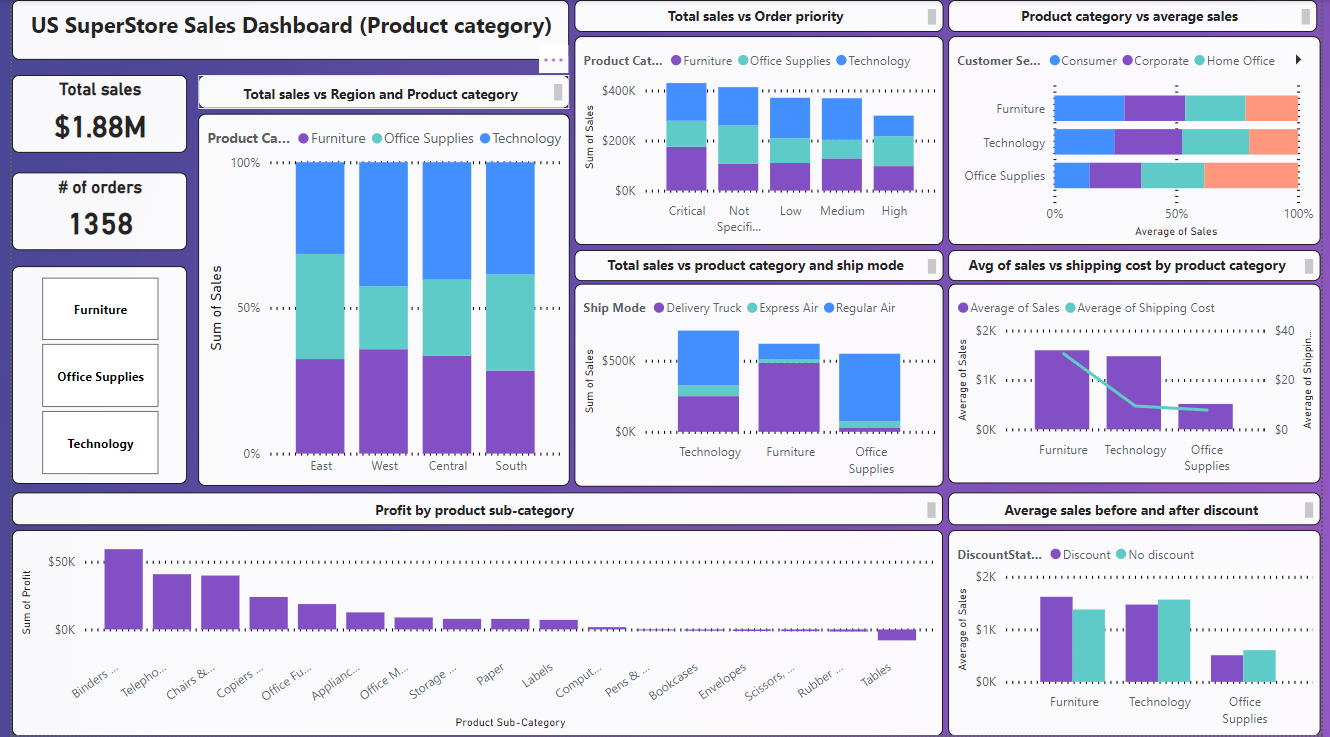 US SuperStore Sales Dashboard (Product category)
Total sales
$1.88M
# of orders
1358
Furniture
Office Supplies
Technology
Total sales vs Region and Product category
Product Ca... Furniture Office Supplies Technology
Sum of Sales
100%
50%
0%
East West Central South
Total sales vs Order priority
Product Cat... Furniture Office Supplies Technology
Sum of Sales
$400K
$200K
$0K
Critical Not Specifi... Low Medium High
Product category vs average sales
Customer Se... Consumer Corporate Home Office
Furniture
Technology
Office Supplies
0% 50% 100%
Average of Sales
Total sales vs product category and ship mode
Ship Mode Delivery Truck Express Air Regular Air
Sum of Sales
$500K
$0K
Technology Furniture Office
Supplies
Avg of sales vs shipping cost by product category
Average of Sales Average of Shipping Cost
Average of Sales
$2K
$1K
$0K
$40
$20
$0
Average of Shippin...
Furniture Technology Office
Supplies
Profit by product sub-category
Sum of Profit
$50K
$0K
Binders ... Telepho... Chairs &... Copiers ... Office Fu... Applianc... Office M... Storage ... Paper Labels Comput... Pens & ... Bookcases Envelopes Scissors, ... Rubber ... Tables
Product Sub-Category
Average sales before and after discount
DiscountStat... Discount No discount
Average of Sales
$2K
$1K
$0K
Furniture Technology Office
Supplies